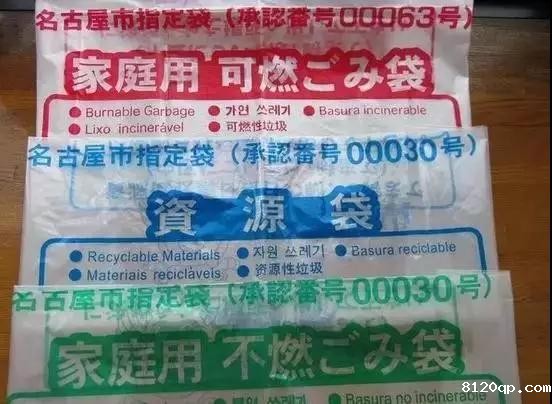 名古屋市指定袋(承認番号00063号)
家庭用 可燃ごみ袋
● Burnable Garbage ● 가연 쓰레기 ● Basura incinerable
● Lixo incinerável ● 可燃性垃圾
名古屋市指定袋(承認番号00030号)
資源袋
● Recyclable Materials ● 자원 쓰레기 ● Basura reciclable
● Materiais recicláveis ● 资源性垃圾
名古屋市指定袋(承認番号00030号)
家庭用 不燃ごみ袋
쓰레기 ● Basura no incinerable
8120qp.com